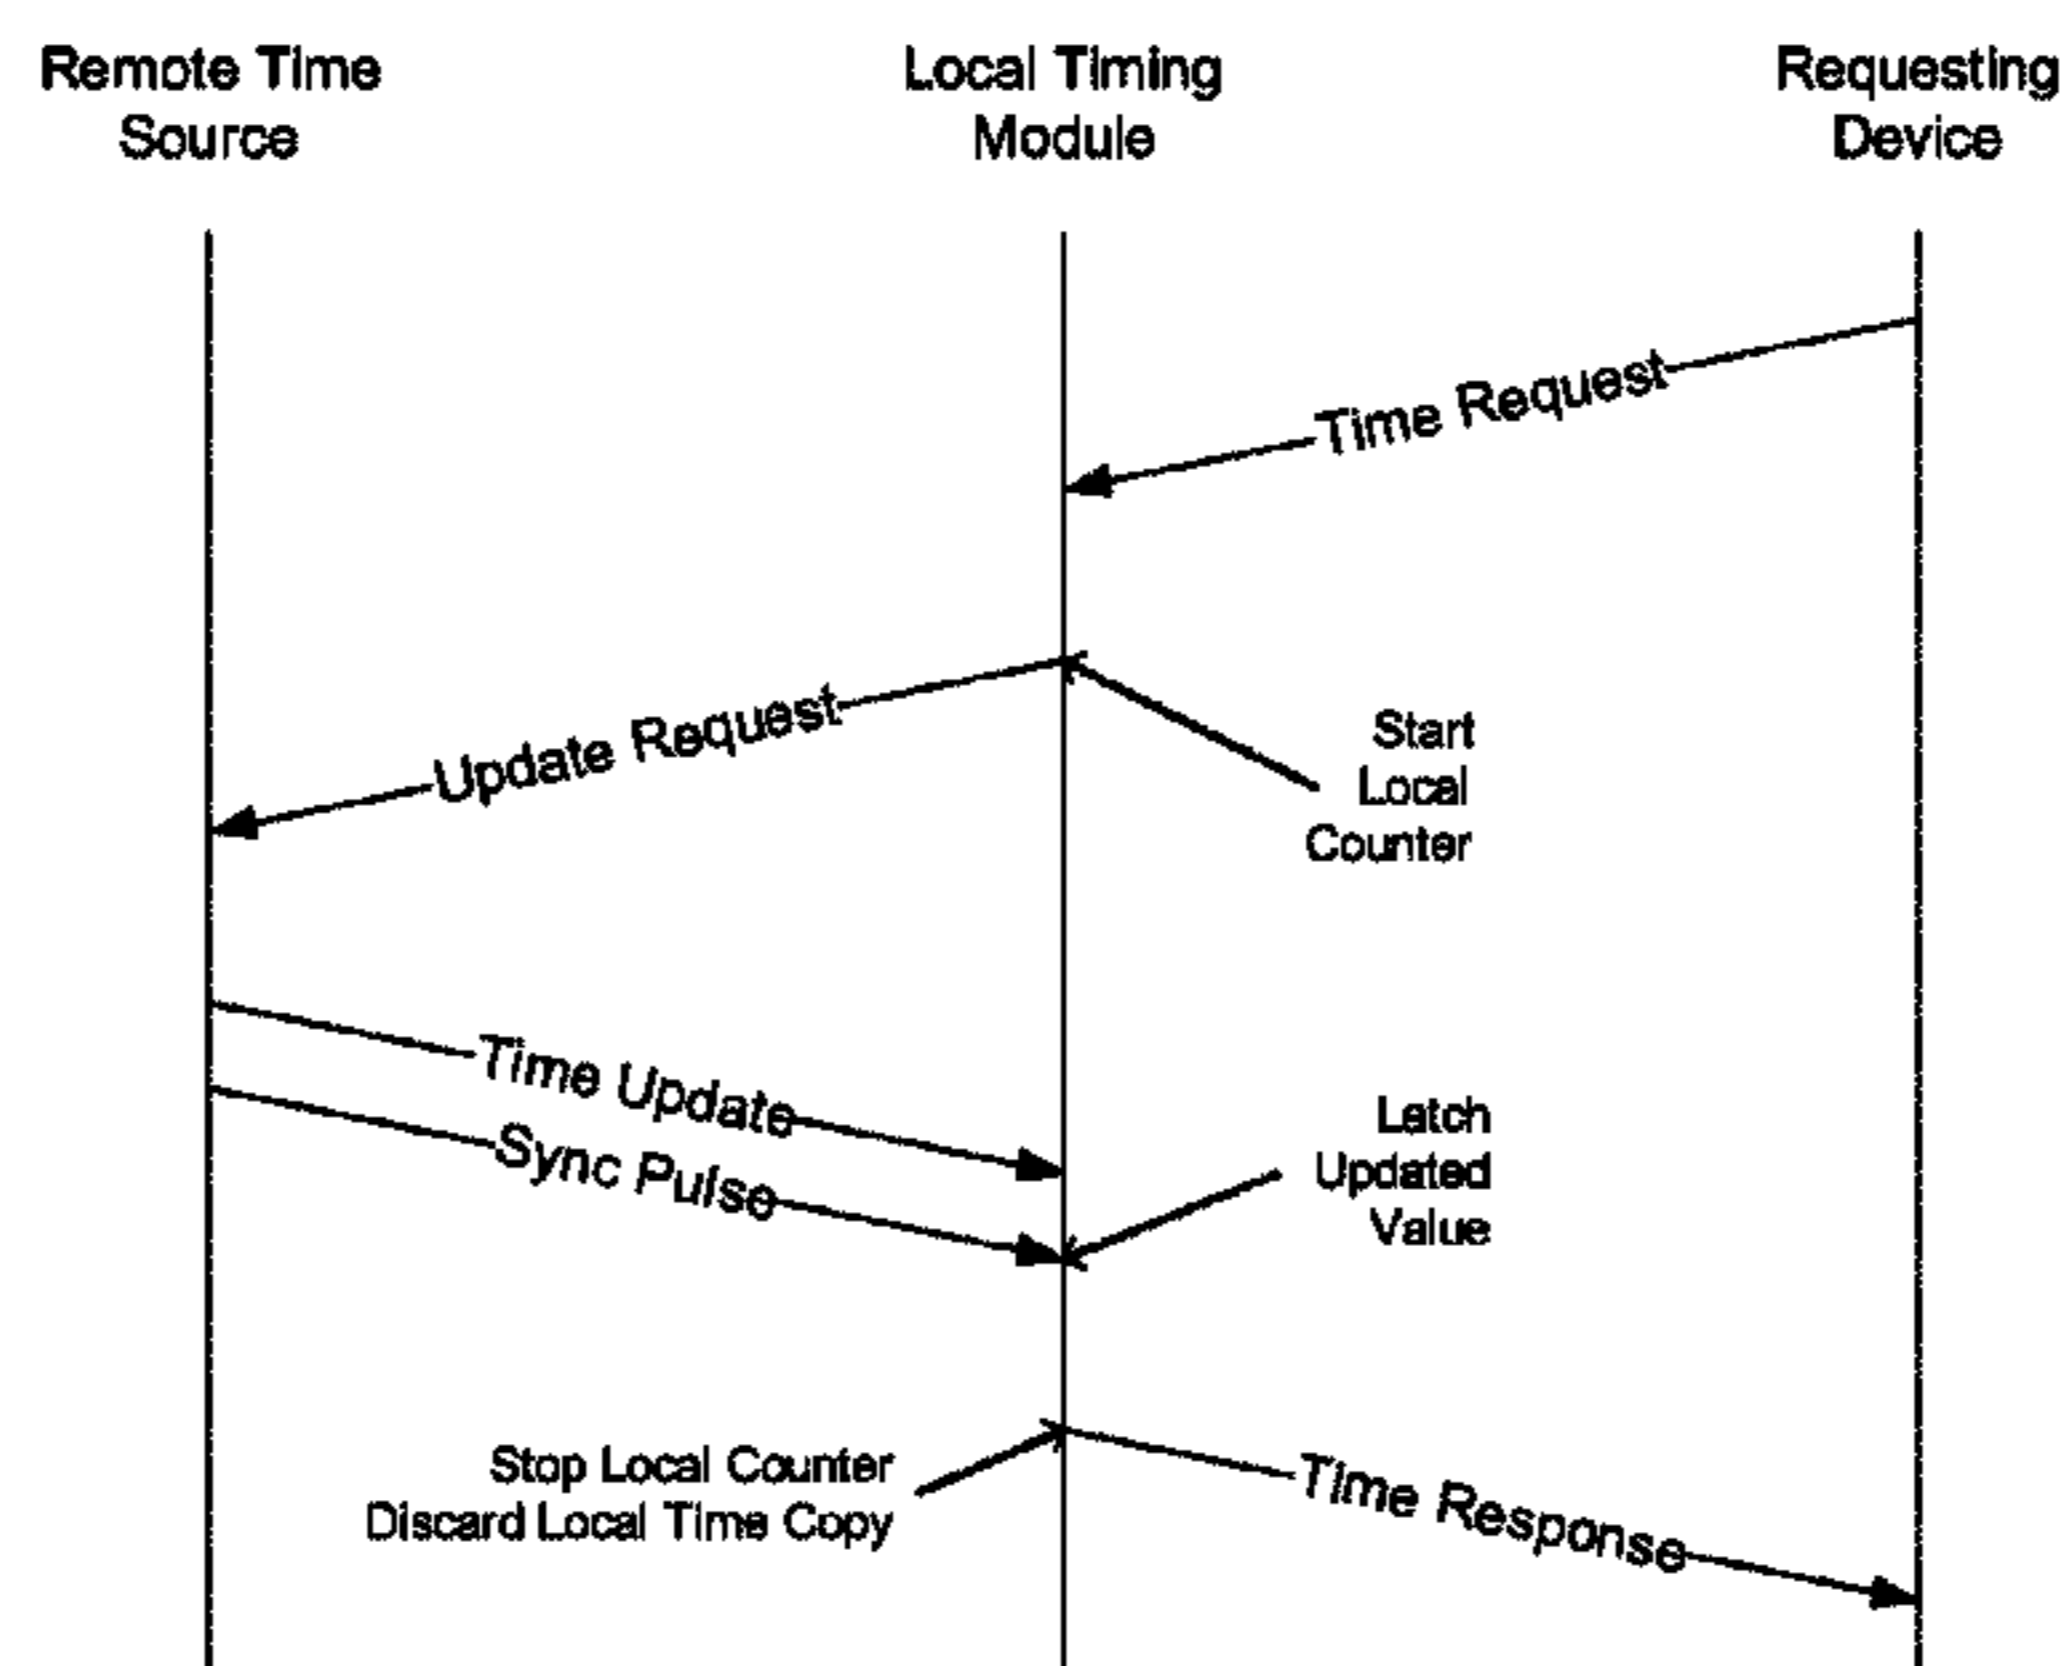 Remote Time
Source
Local Timing
Module
Requesting
Device
Time Request
Update Request
Start
Local
Counter
Time Update
Sync Pulse
Latch
Updated
Value
Stop Local Counter
Discard Local Time Copy
Time Response